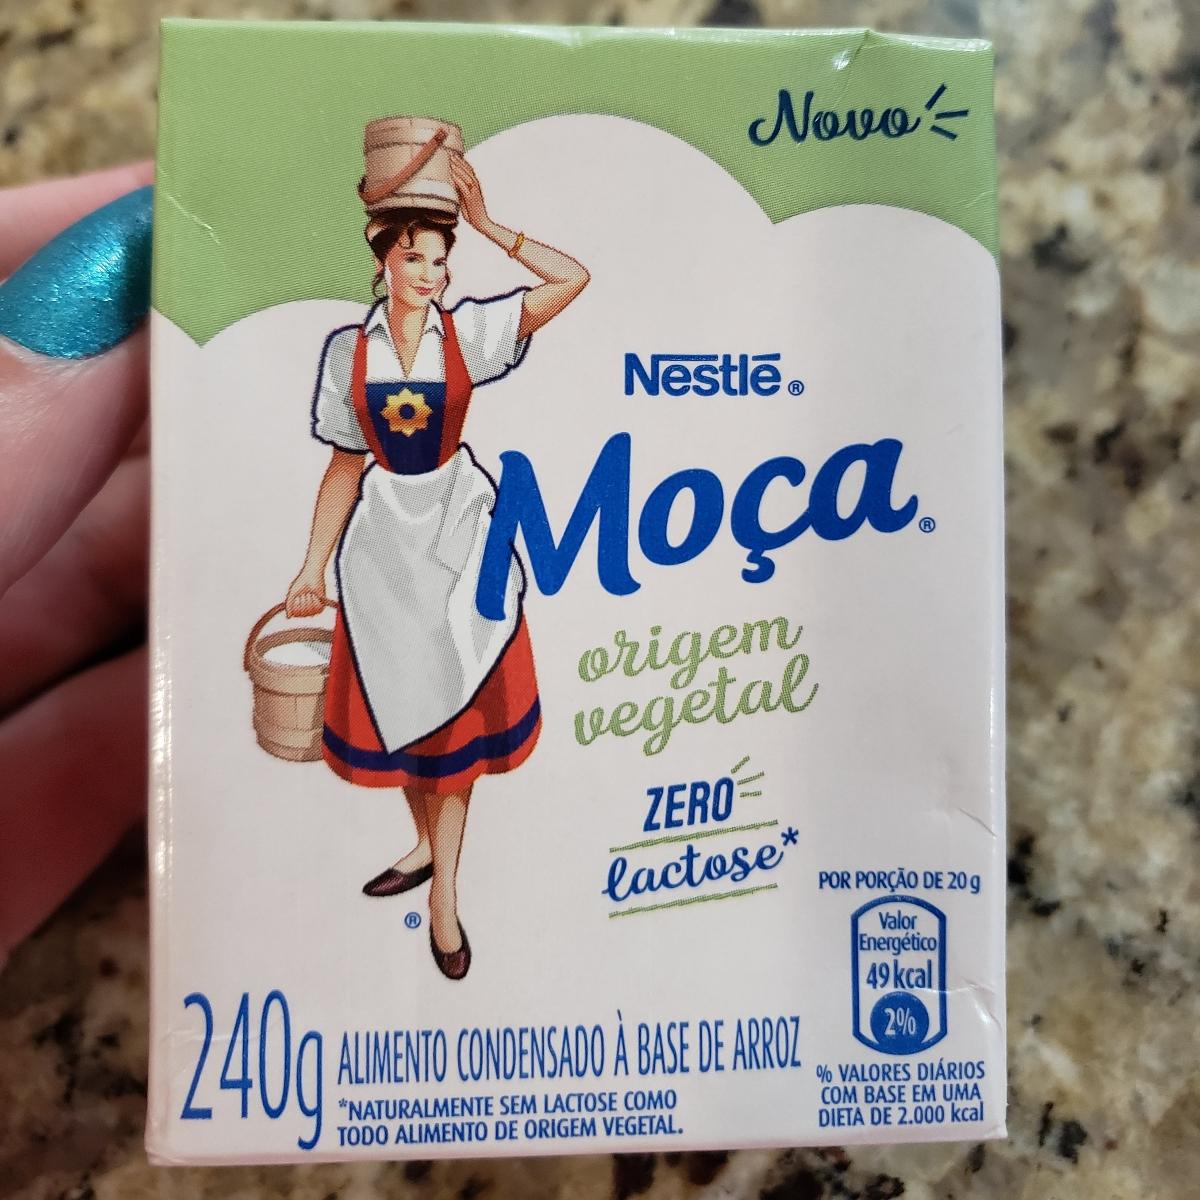 Novo
Nestlé®
Moça®
origem
vegetal
ZERO
lactose*
POR PORÇÃO DE 20 g
Valor
Energético
49 kcal
2%
% VALORES DIÁRIOS
COM BASE EM UMA
DIETA DE 2.000 kcal
®
240g ALIMENTO CONDENSADO À BASE DE ARROZ
*NATURALMENTE SEM LACTOSE COMO
TODO ALIMENTO DE ORIGEM VEGETAL.